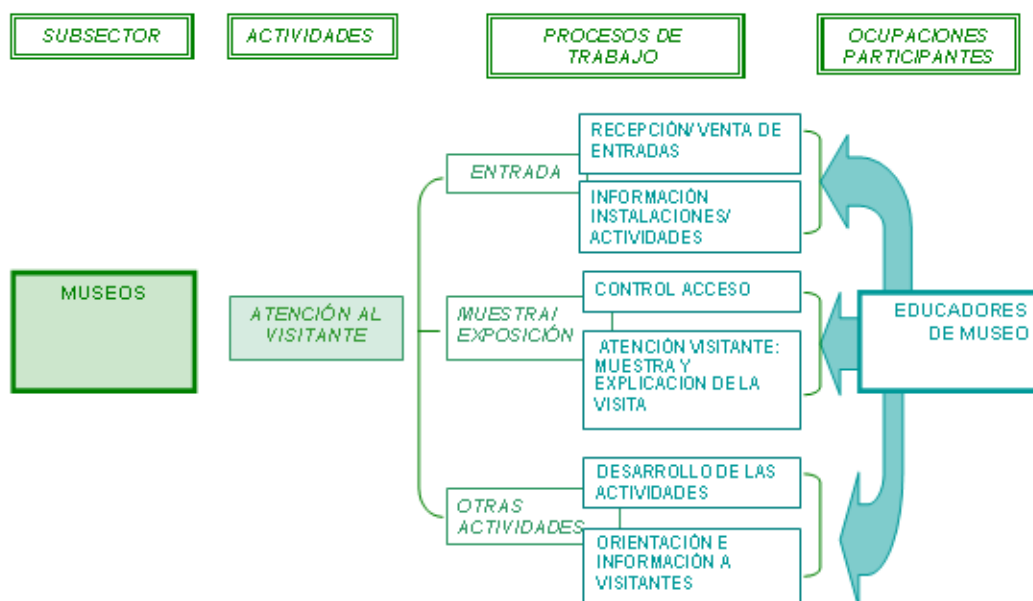 SUBSECTOR
ACTIVIDADES
PROCESOS DE
TRABAJO
OCUPACIONES
PARTICIPANTES
RECEPCIÓN/ VENTA DE
ENTRADAS
ENTRADA
INFORMACIÓN
INSTALACIONES/
ACTIVIDADES
MUSEOS
ATENCIÓN AL
VISITANTE
MUESTRA/
EXPOSICIÓN
CONTROL ACCESO
ATENCIÓN VISITANTE:
MUESTRA Y
EXPLICACION DE LA
VISITA
EDUCADORES
DE MUSEO
DESARROLLO DE LAS
ACTIVIDADES
OTRAS
ACTIVIDADES
ORIENTACIÓN E
INFORMACIÓN A
VISITANTES